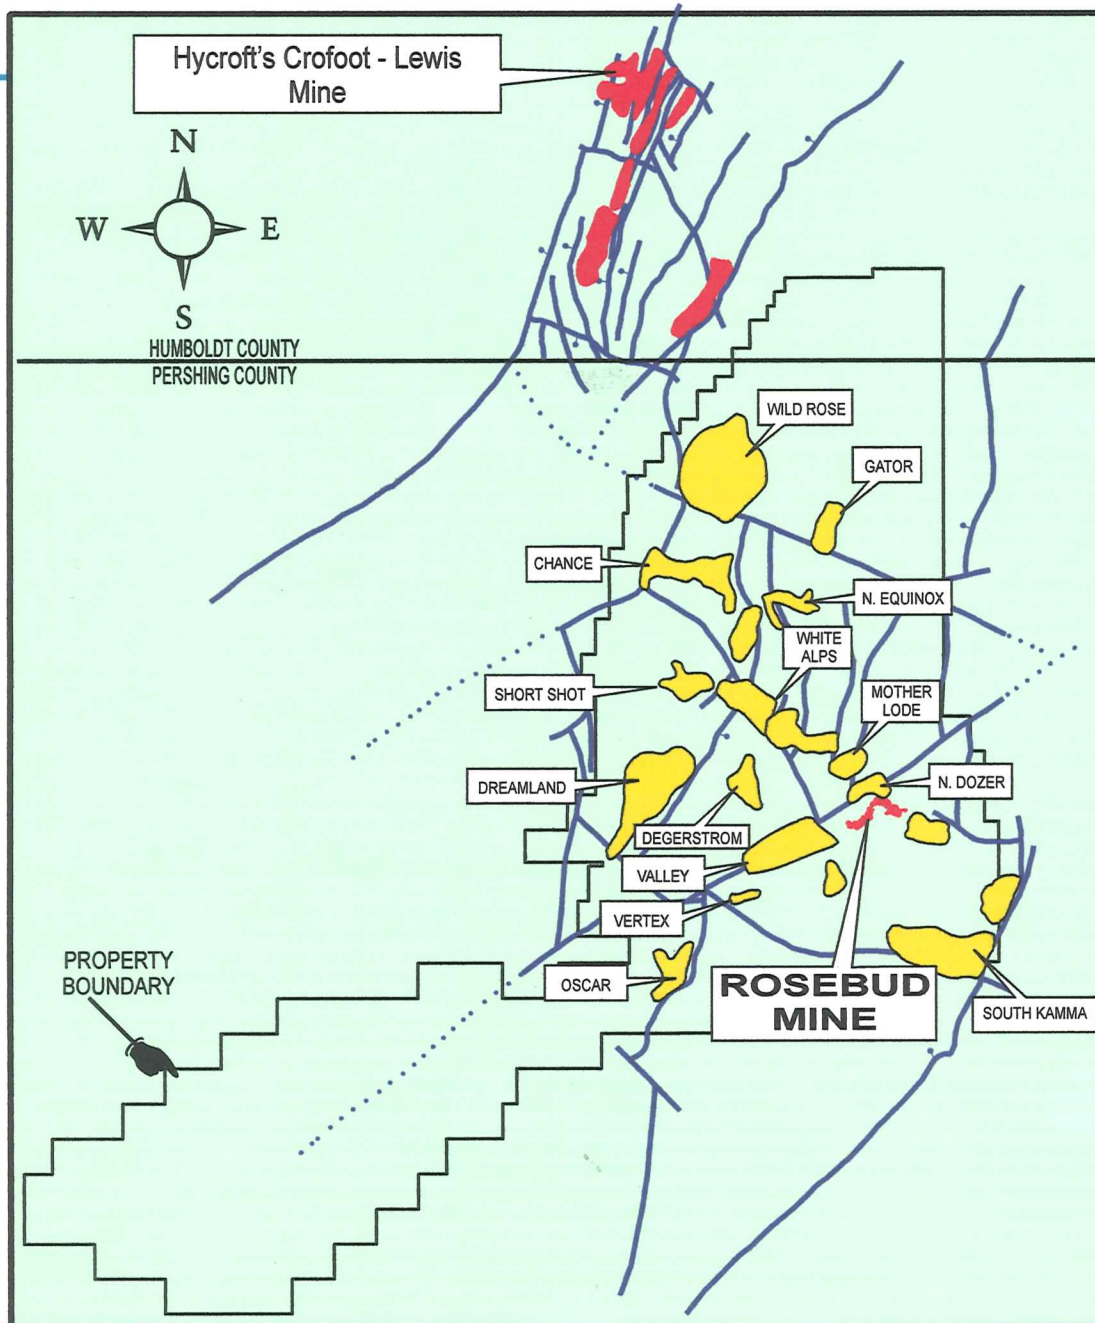 Hycroft's Crofoot - Lewis
Mine
N
W
E
S
HUMBOLDT COUNTY
PERSHING COUNTY
WILD ROSE
GATOR
CHANCE
N. EQUINOX
WHITE
ALPS
SHORT SHOT
MOTHER
LODE
DREAMLAND
N. DOZER
DEGERSTROM
VALLEY
VERTEX
OSCAR
PROPERTY
BOUNDARY
ROSEBUD
MINE
SOUTH KAMMA